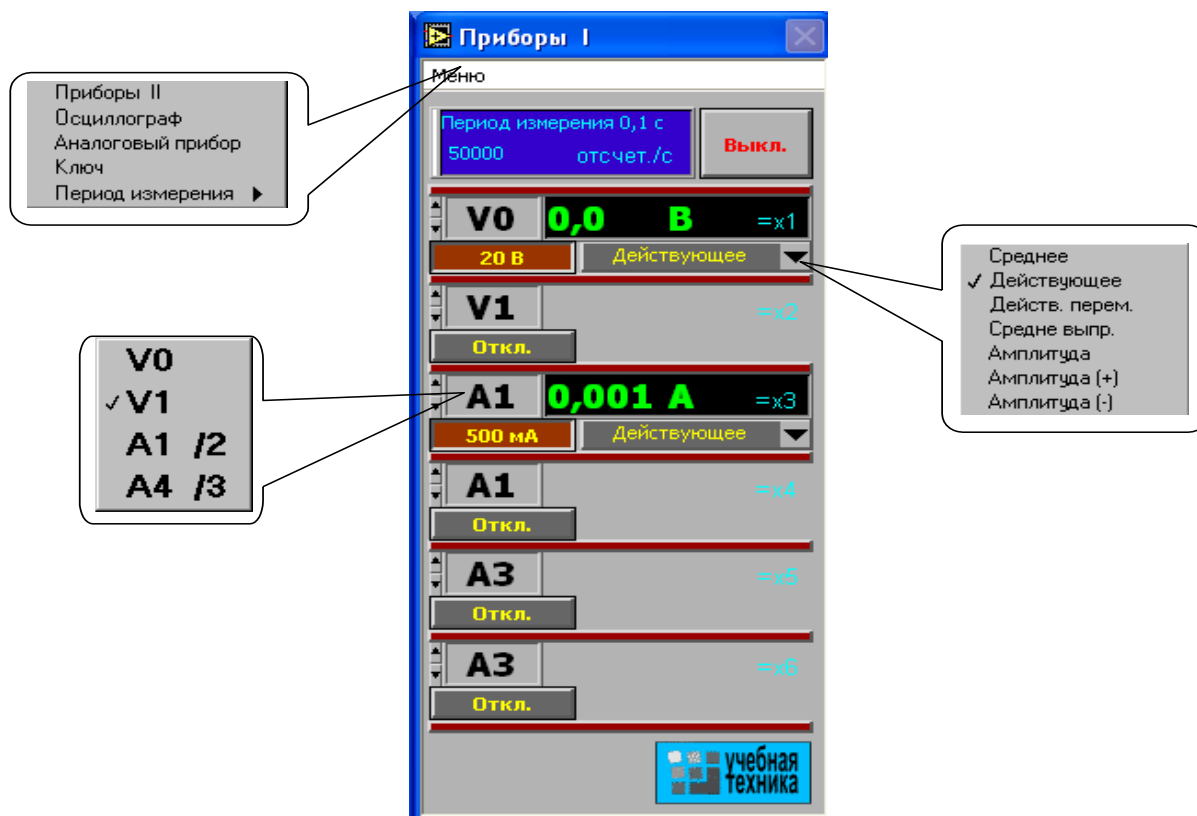 Приборы I
Меню
Приборы II
Осциллограф
Аналоговый прибор
Ключ
Период измерения
Период измерения 0,1 с
50000 отсчет./с
Выкл.
V0 0,0 В =x1
20 В Действующее
V1 =x2
Откл.
A1 0,001 А =x3
500 мА Действующее
A1 =x4
Откл.
A3 =x5
Откл.
A3 =x6
Откл.
учебная
техника
V0
✓ V1
A1 /2
A4 /3
Среднее
✓ Действующее
Действ. перем.
Средне выпр.
Амплитуда
Амплитуда (+)
Амплитуда (-)